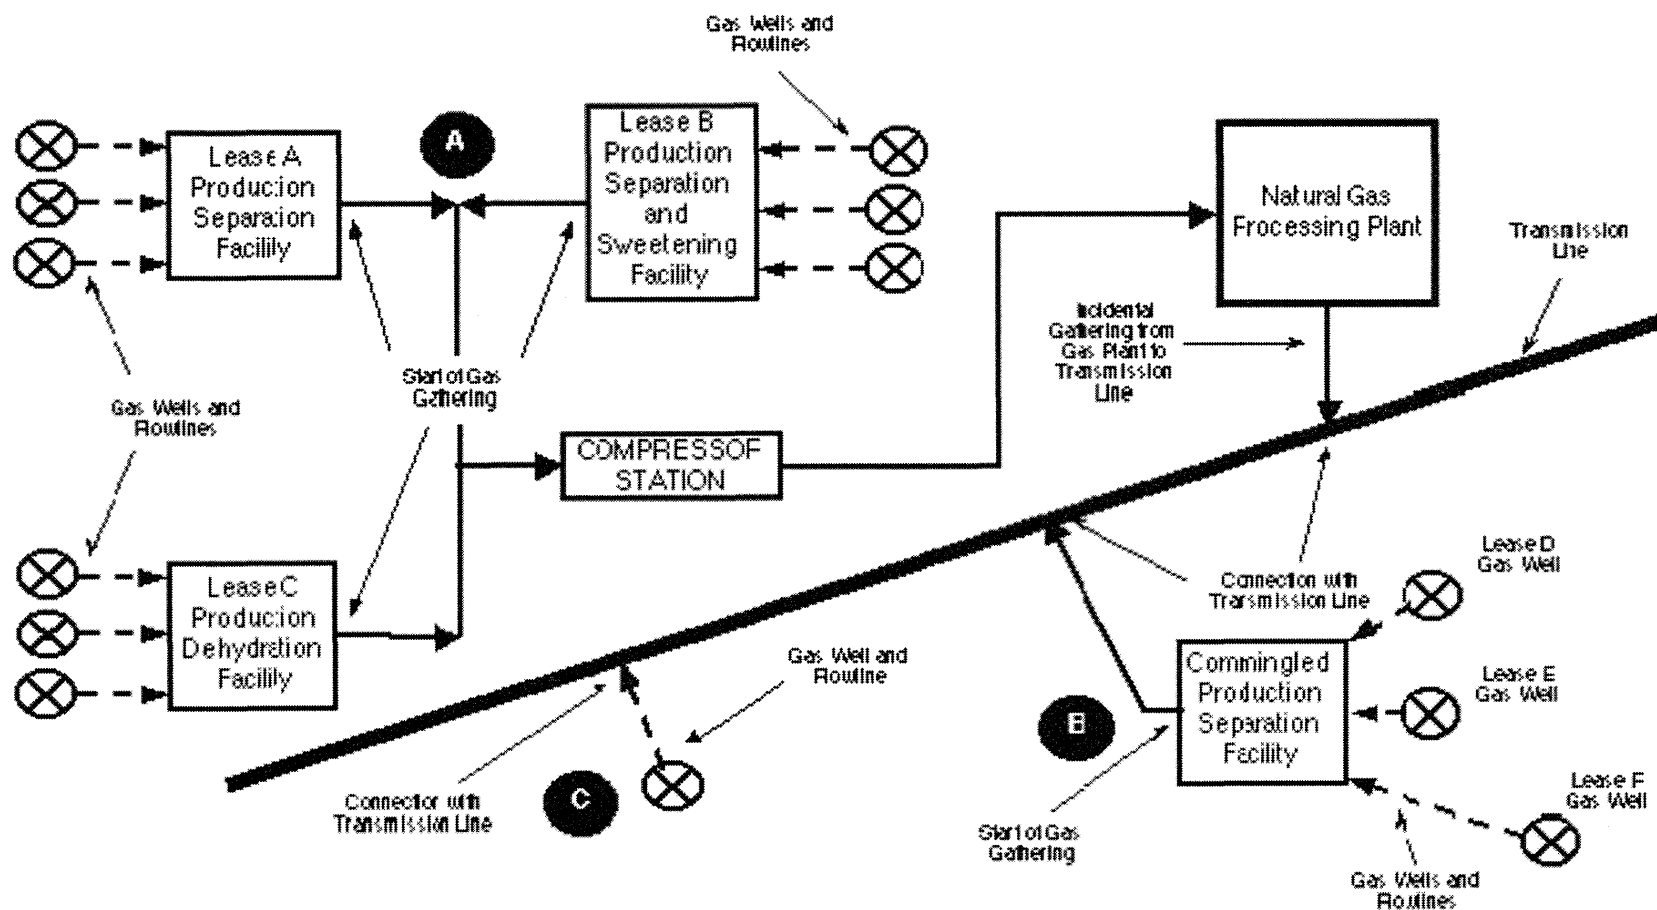 Gas Wells and
Flowlines
A
Lease A
Production
Separation
Facility
Lease B
Production
Separation
and
Sweetening
Facility
Natural Gas
Processing Plant
Transmission
Line
Incidental
Gathering from
Gas Plant to
Transmission
Line
Start of Gas
Gathering
Gas Wells and
Flowlines
COMPRESSOR
STATION
Lease C
Production
Dehydration
Facility
Connection with
Transmission Line
Lease D
Gas Well
Gas Well and
Flowline
Commingled
Production
Separation
Facility
Lease E
Gas Well
B
C
Connection with
Transmission Line
Start of Gas
Gathering
Lease F
Gas Well
Gas Wells and
Flowlines